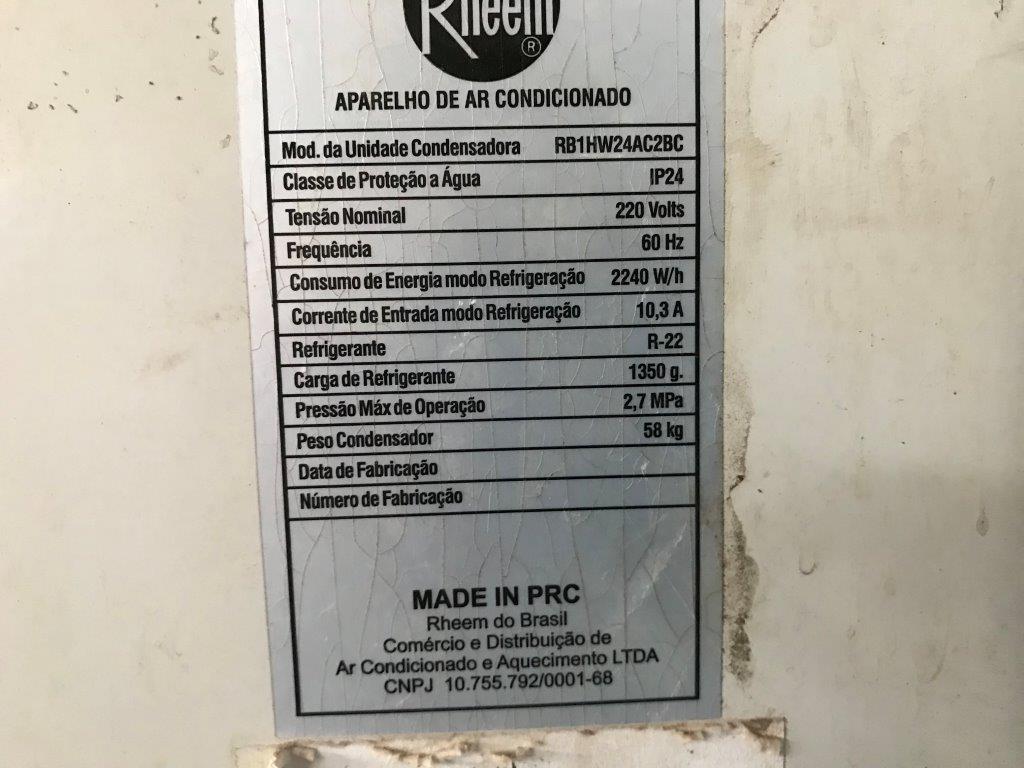 Rheem
®
APARELHO DE AR CONDICIONADO
Mod. da Unidade Condensadora RB1HW24AC2BC
Classe de Proteção a Água IP24
Tensão Nominal 220 Volts
Frequência 60 Hz
Consumo de Energia modo Refrigeração 2240 W/h
Corrente de Entrada modo Refrigeração 10,3 A
Refrigerante R-22
Carga de Refrigerante 1350 g.
Pressão Máx de Operação 2,7 MPa
Peso Condensador 58 kg
Data de Fabricação
Número de Fabricação
MADE IN PRC
Rheem do Brasil
Comércio e Distribuição de
Ar Condicionado e Aquecimento LTDA
CNPJ 10.755.792/0001-68